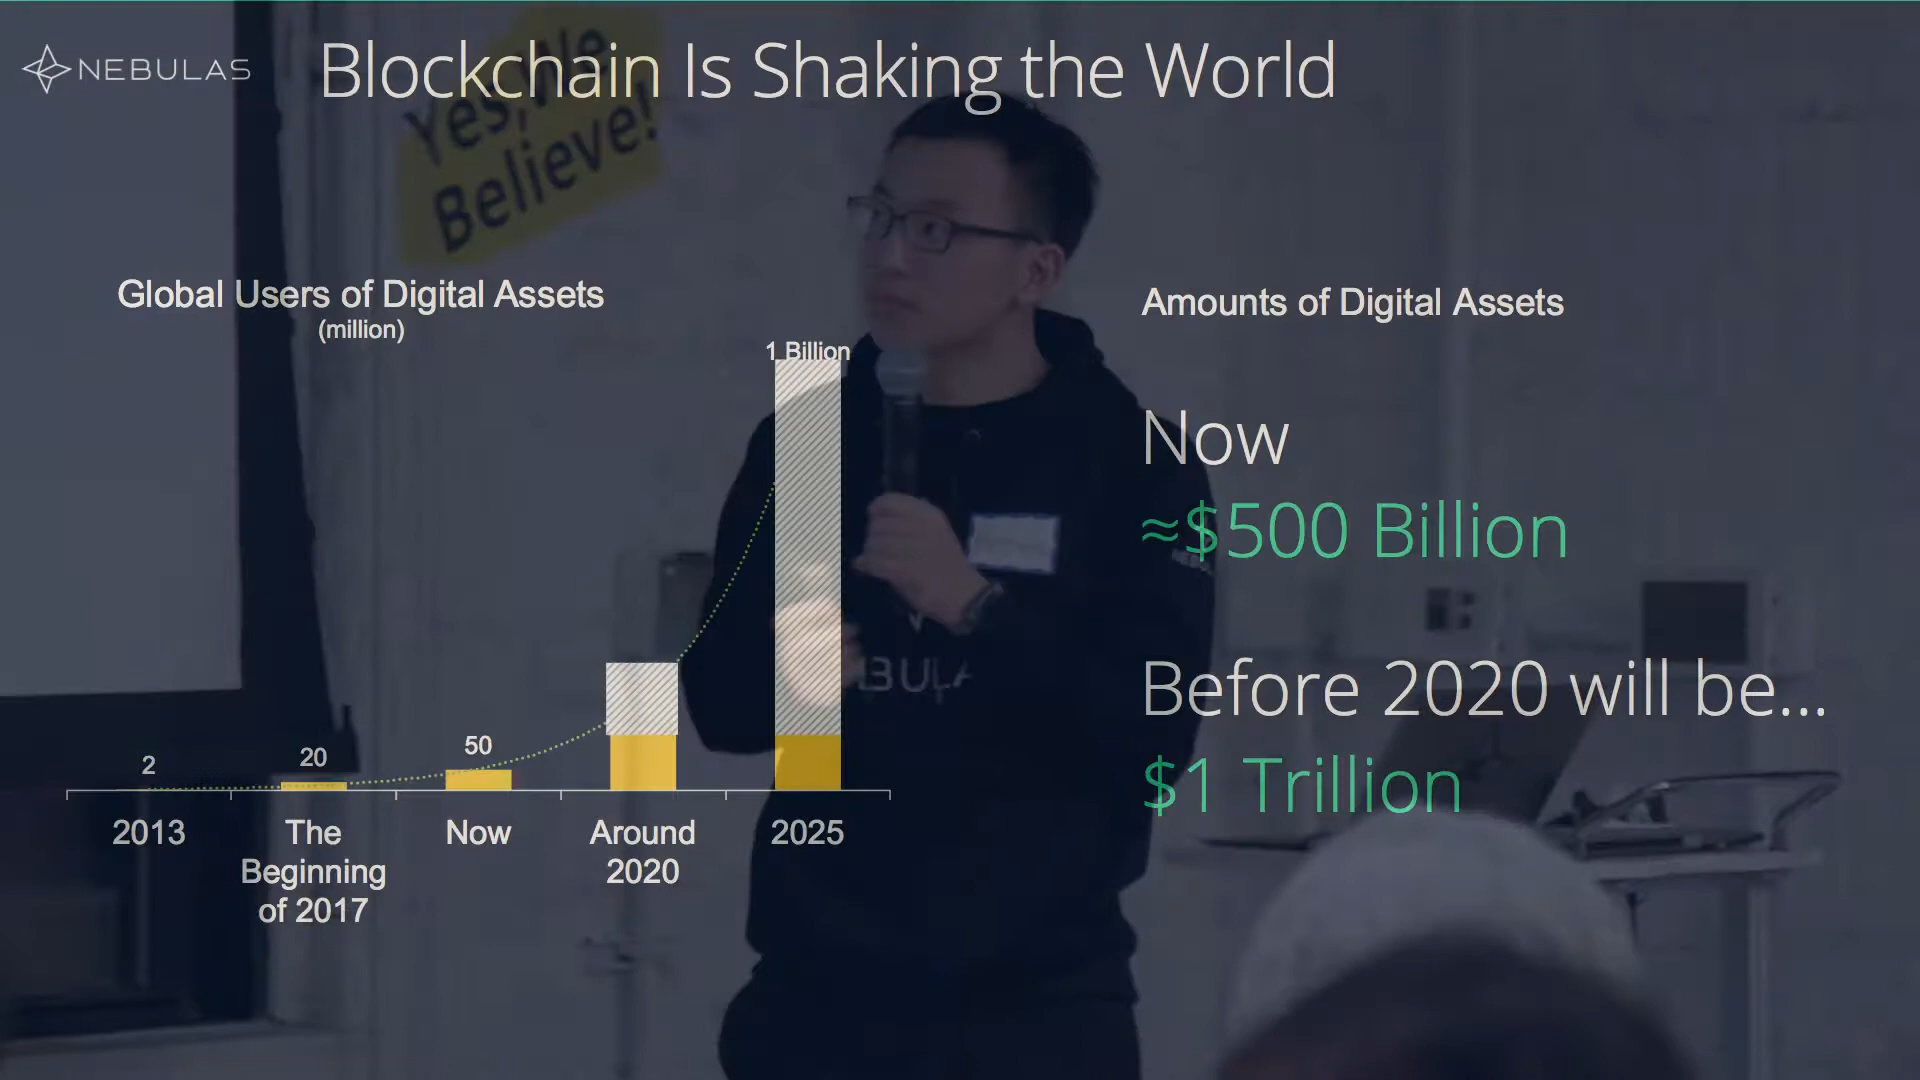 NEBULAS
Blockchain Is Shaking the World
Yes, We
Believe!
Global Users of Digital Assets
(million)
1 Billion
2
20
50
2013
The
Beginning
of 2017
Now
Around
2020
2025
Amounts of Digital Assets
Now
≈$500 Billion
Before 2020 will be...
$1 Trillion